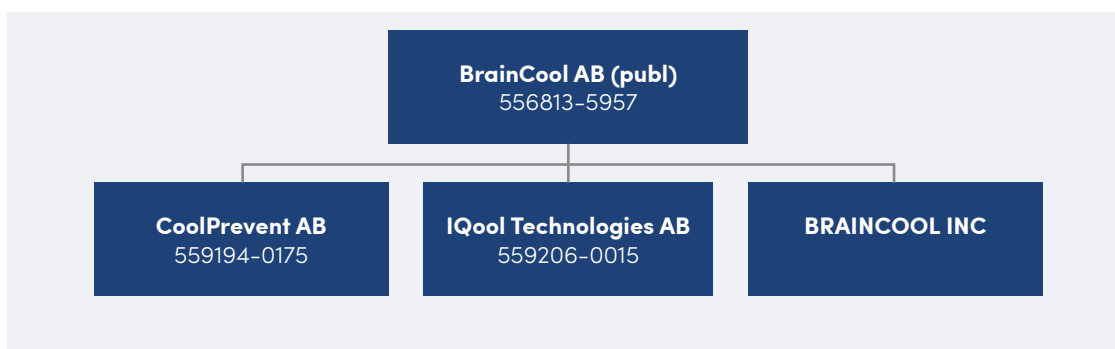 BrainCool AB (publ)
556813-5957
CoolPrevent AB
559194-0175
IQool Technologies AB
559206-0015
BRAINCOOL INC